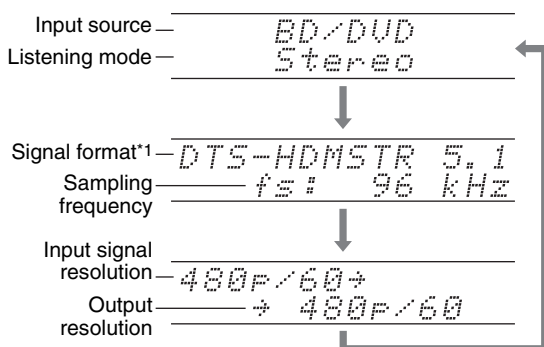 Input source
BD/DVD
Listening mode
Stereo
Signal format*1
DTS-HDMSTR 5.1
Sampling
frequency
fs: 96 kHz
Input signal
resolution
480p/60→
Output
resolution
→ 480p/60